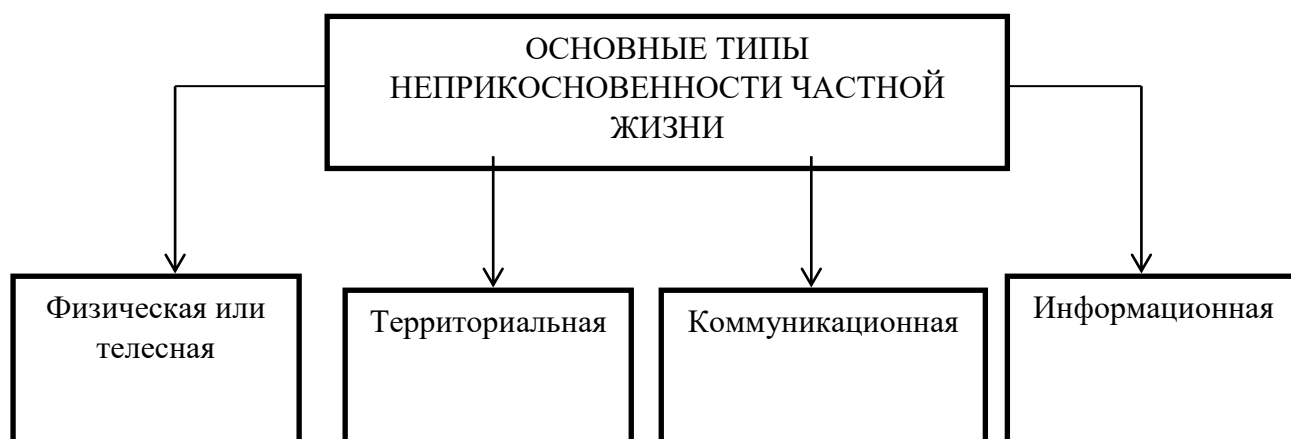 ОСНОВНЫЕ ТИПЫ
НЕПРИКОСНОВЕННОСТИ ЧАСТНОЙ
ЖИЗНИ
Физическая или
телесная
Территориальная
Коммуникационная
Информационная